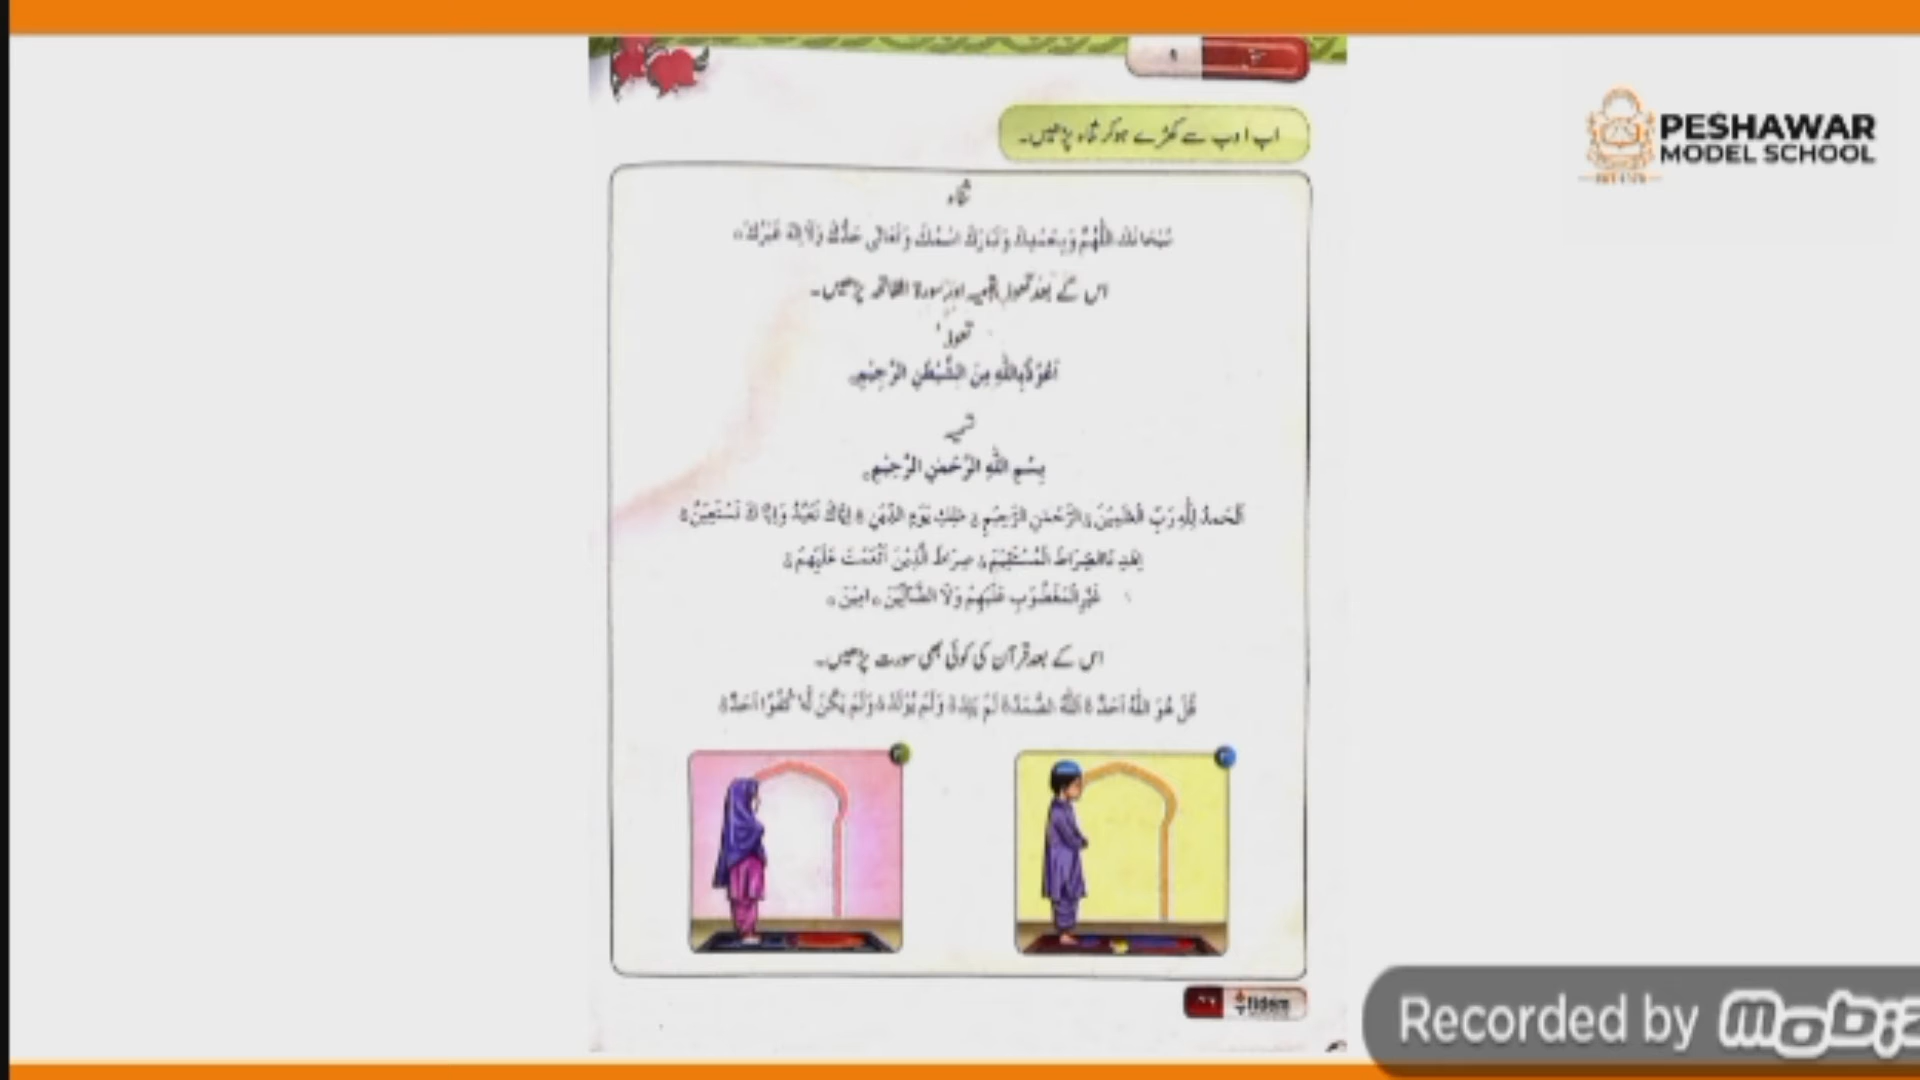 PESHAWAR
MODEL SCHOOL
اب ادب سے کھڑے ہوکر ثناء پڑھیں۔
ثناء
سُبْحَانَكَ اللّٰهُمَّ وَبِحَمْدِكَ وَتَبَارَكَ اسْمُكَ وَتَعَالٰى جَدُّكَ وَلَا اِلٰهَ غَيْرُكَ
اس کے بعد تعوذ، تسمیہ اور سورۃ الفاتحہ پڑھیں۔
تعوذ
اَعُوْذُ بِاللّٰهِ مِنَ الشَّيْطٰنِ الرَّجِيْمِ
تسمیہ
بِسْمِ اللّٰهِ الرَّحْمٰنِ الرَّحِيْمِ
اَلْحَمْدُ لِلّٰهِ رَبِّ الْعٰلَمِيْنَ الرَّحْمٰنِ الرَّحِيْمِ مٰلِكِ يَوْمِ الدِّيْنِ اِيَّاكَ نَعْبُدُ وَاِيَّاكَ نَسْتَعِيْنُ
اِهْدِنَا الصِّرَاطَ الْمُسْتَقِيْمَ صِرَاطَ الَّذِيْنَ اَنْعَمْتَ عَلَيْهِمْ
غَيْرِ الْمَغْضُوْبِ عَلَيْهِمْ وَلَا الضَّآلِّيْنَ اٰمِيْنَ
اس کے بعد قرآن کی کوئی بھی سورت پڑھیں۔
قُلْ هُوَ اللّٰهُ اَحَدٌ اَللّٰهُ الصَّمَدُ لَمْ يَلِدْ وَلَمْ يُوْلَدْ وَلَمْ يَكُنْ لَّهٗ كُفُوًا اَحَدٌ
Recorded by